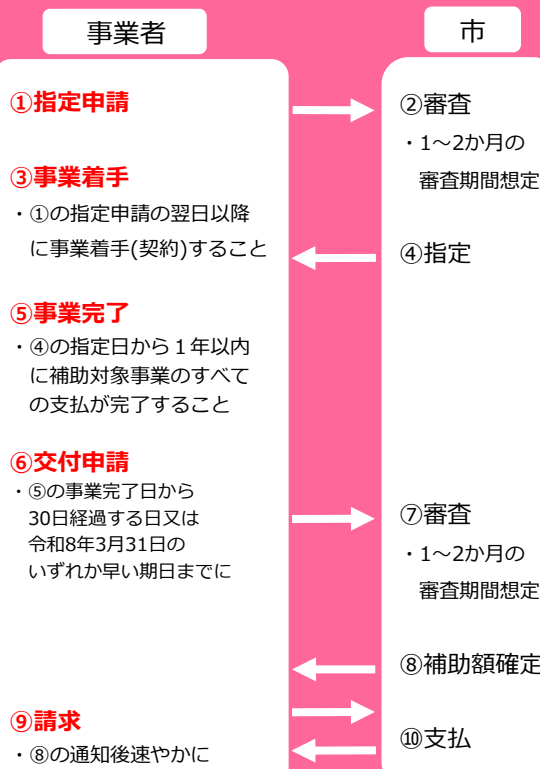 事業者
市
①指定申請
②審査
・1～2か月の
審査期間想定
③事業着手
・①の指定申請の翌日以降
に事業着手(契約)すること
④指定
⑤事業完了
・④の指定日から１年以内
に補助対象事業のすべて
の支払が完了すること
⑥交付申請
・⑤の事業完了日から
30日経過する日又は
令和8年3月31日の
いずれか早い期日までに
⑦審査
・1～2か月の
審査期間想定
⑧補助額確定
⑨請求
・⑧の通知後速やかに
⑩支払